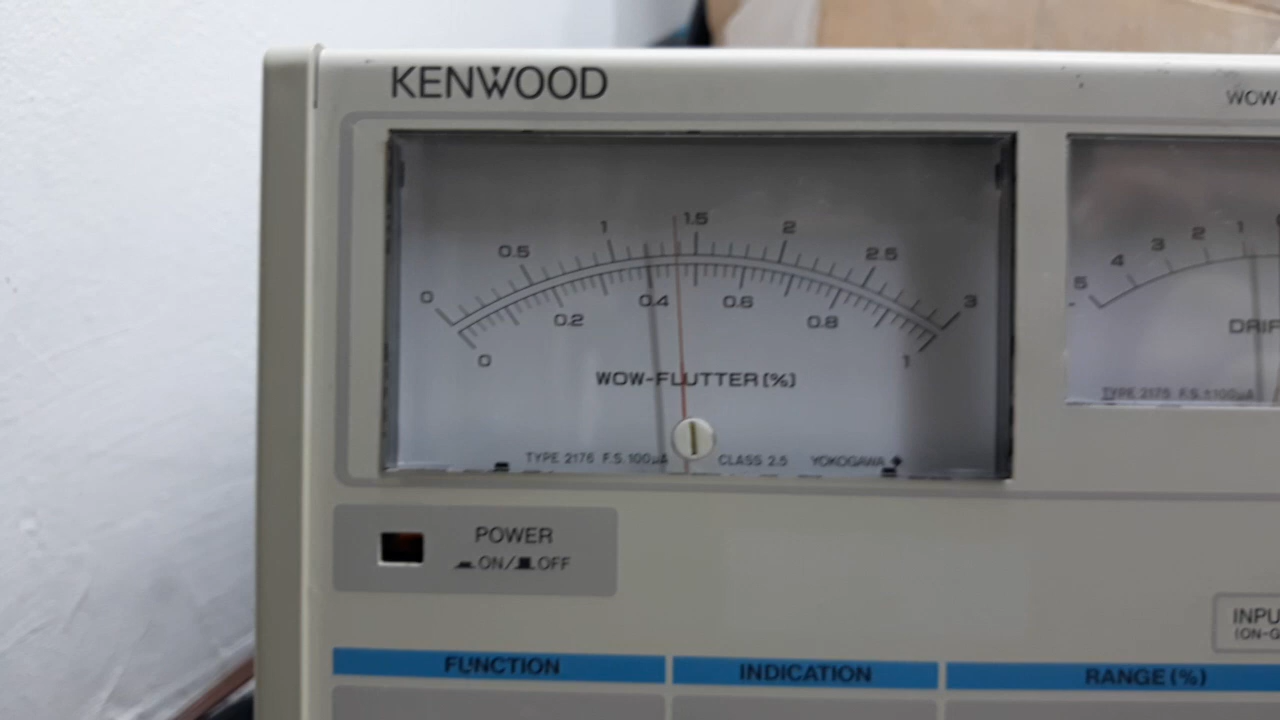 KENWOOD
WOW-
0 0.5 1 1.5 2 2.5 3
0 0.2 0.4 0.6 0.8 1
WOW-FLUTTER (%)
TYPE 2176 F.S. 100µA CLASS 2.5 YOKOGAWA
5 4 3 2 1
DRIF
TYPE 2175 F.S. ±100µA
POWER
ON/ OFF
INPU
(ON-G
FUNCTION INDICATION RANGE (%)